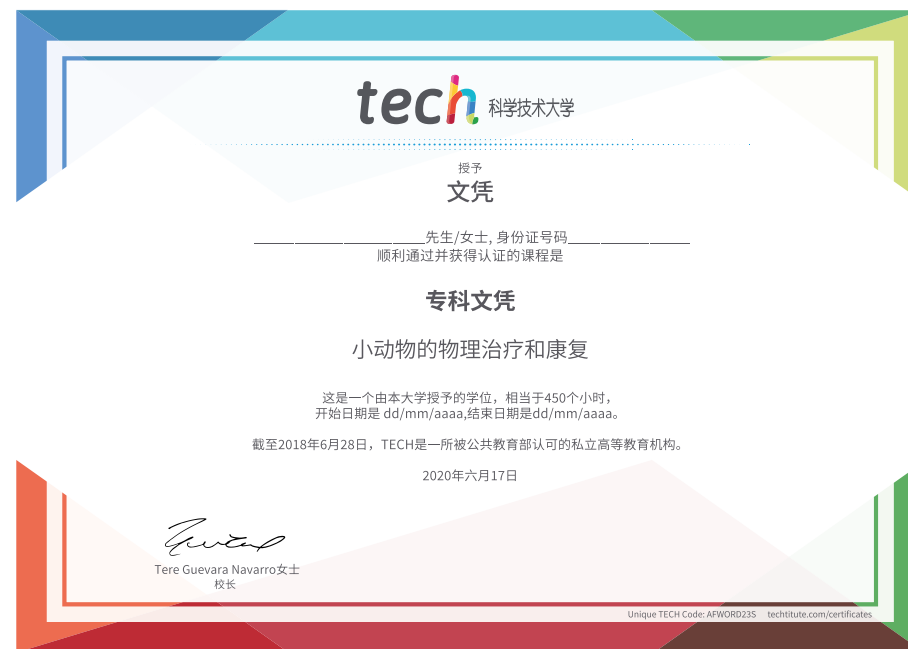 tech 科学技术大学
授予
文凭
____________________先生/女士, 身份证号码______________
顺利通过并获得认证的课程是
专科文凭
小动物的物理治疗和康复
这是一个由本大学授予的学位，相当于450个小时，
开始日期是 dd/mm/aaaa,结束日期是dd/mm/aaaa。
截至2018年6月28日，TECH是一所被公共教育部认可的私立高等教育机构。
2020年六月17日
Tere Guevara Navarro女士
校长
Unique TECH Code: AFWORD23S techtitute.com/certificates